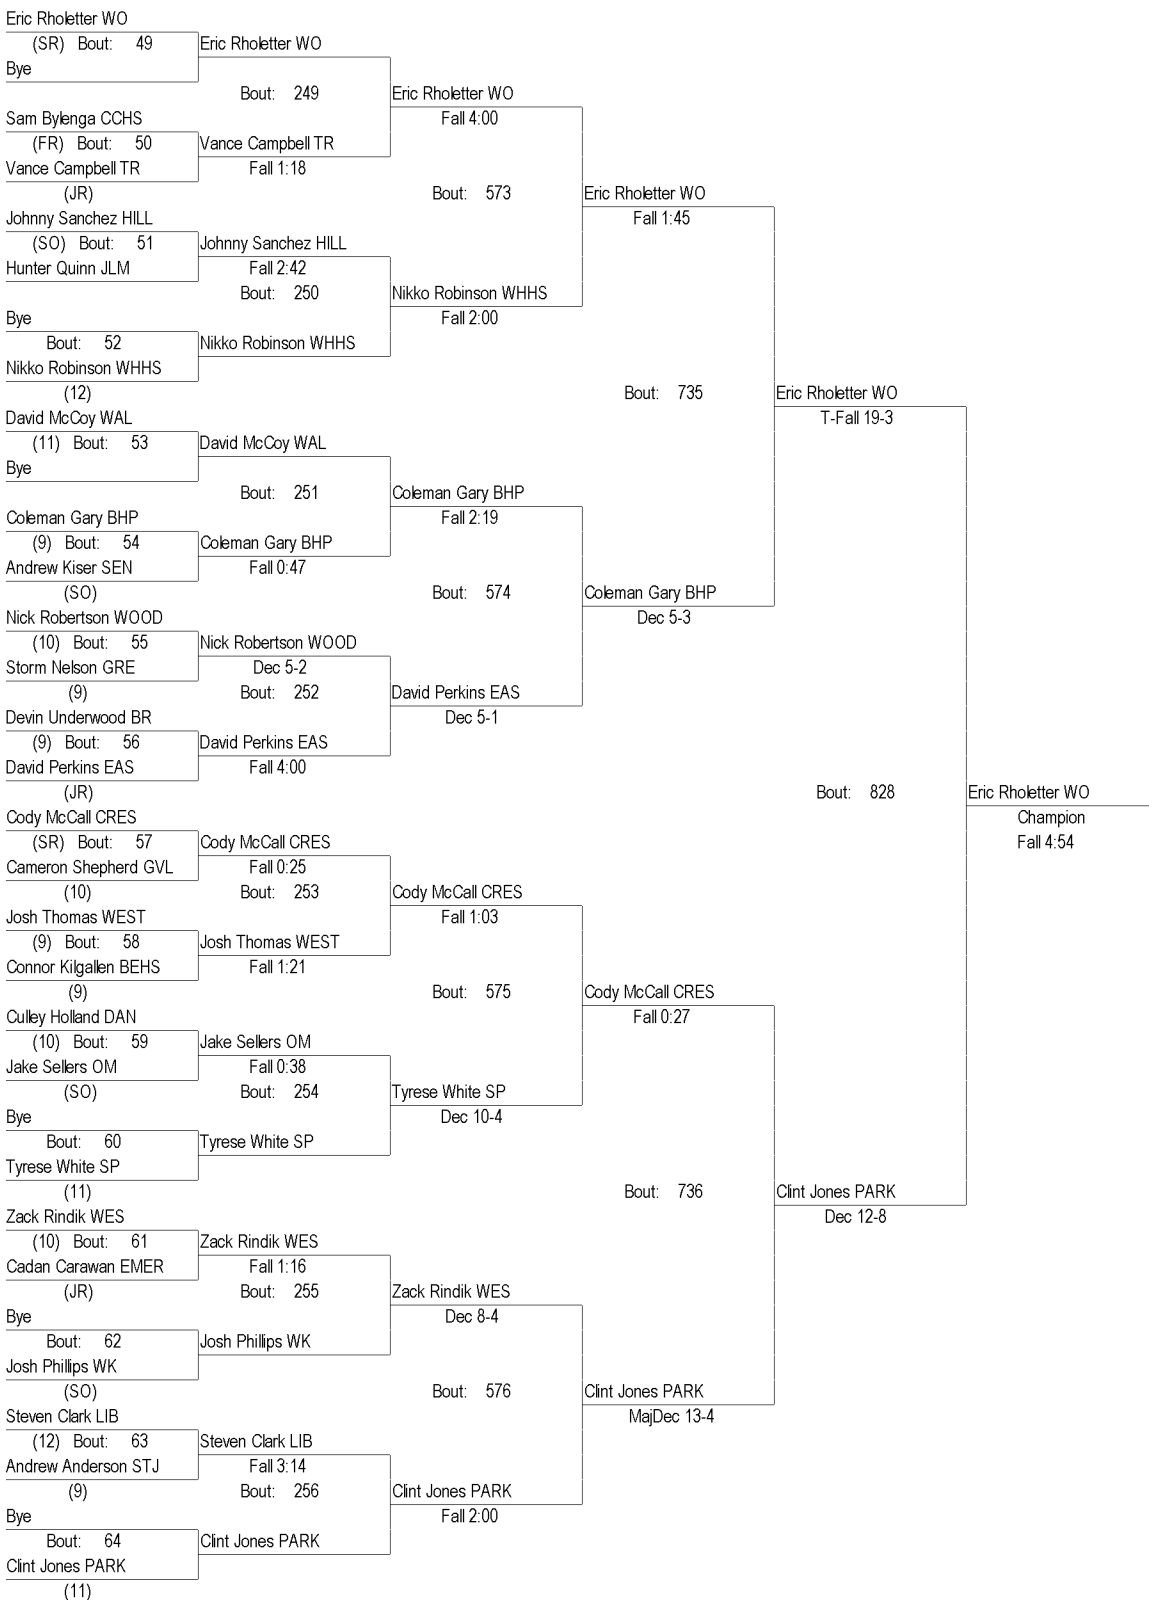 Eric Rholetter WO
(SR) Bout: 49 Eric Rholetter WO
Bye
Bout: 249 Eric Rholetter WO
Sam Bylenga CCHS Fall 4:00
(FR) Bout: 50 Vance Campbell TR
Vance Campbell TR Fall 1:18
(JR) Bout: 573 Eric Rholetter WO
Johnny Sanchez HILL Fall 1:45
(SO) Bout: 51 Johnny Sanchez HILL
Hunter Quinn JLM Fall 2:42
Bout: 250 Nikko Robinson WHHS
Bye Fall 2:00
Bout: 52 Nikko Robinson WHHS
Nikko Robinson WHHS
(12) Bout: 735 Eric Rholetter WO
David McCoy WAL T-Fall 19-3
(11) Bout: 53 David McCoy WAL
Bye
Bout: 251 Coleman Gary BHP
Coleman Gary BHP Fall 2:19
(9) Bout: 54 Coleman Gary BHP
Andrew Kiser SEN Fall 0:47
(SO) Bout: 574 Coleman Gary BHP
Nick Robertson WOOD Dec 5-3
(10) Bout: 55 Nick Robertson WOOD
Storm Nelson GRE Dec 5-2
(9) Bout: 252 David Perkins EAS
Devin Underwood BR Dec 5-1
(9) Bout: 56 David Perkins EAS
David Perkins EAS Fall 4:00
(JR) Bout: 828 Eric Rholetter WO
Cody McCall CRES Champion
(SR) Bout: 57 Cody McCall CRES Fall 4:54
Cameron Shepherd GVL Fall 0:25
(10) Bout: 253 Cody McCall CRES
Josh Thomas WEST Fall 1:03
(9) Bout: 58 Josh Thomas WEST
Connor Kilgallen BEHS Fall 1:21
(9) Bout: 575 Cody McCall CRES
Culley Holland DAN Fall 0:27
(10) Bout: 59 Jake Sellers OM
Jake Sellers OM Fall 0:38
(SO) Bout: 254 Tyrese White SP
Bye Dec 10-4
Bout: 60 Tyrese White SP
Tyrese White SP
(11) Bout: 736 Clint Jones PARK
Zack Rindik WES Dec 12-8
(10) Bout: 61 Zack Rindik WES
Cadan Carawan EMER Fall 1:16
(JR) Bout: 255 Zack Rindik WES
Bye Dec 8-4
Bout: 62 Josh Phillips WK
Josh Phillips WK
(SO) Bout: 576 Clint Jones PARK
Steven Clark LIB MajDec 13-4
(12) Bout: 63 Steven Clark LIB
Andrew Anderson STJ Fall 3:14
(9) Bout: 256 Clint Jones PARK
Bye Fall 2:00
Bout: 64 Clint Jones PARK
Clint Jones PARK
(11)